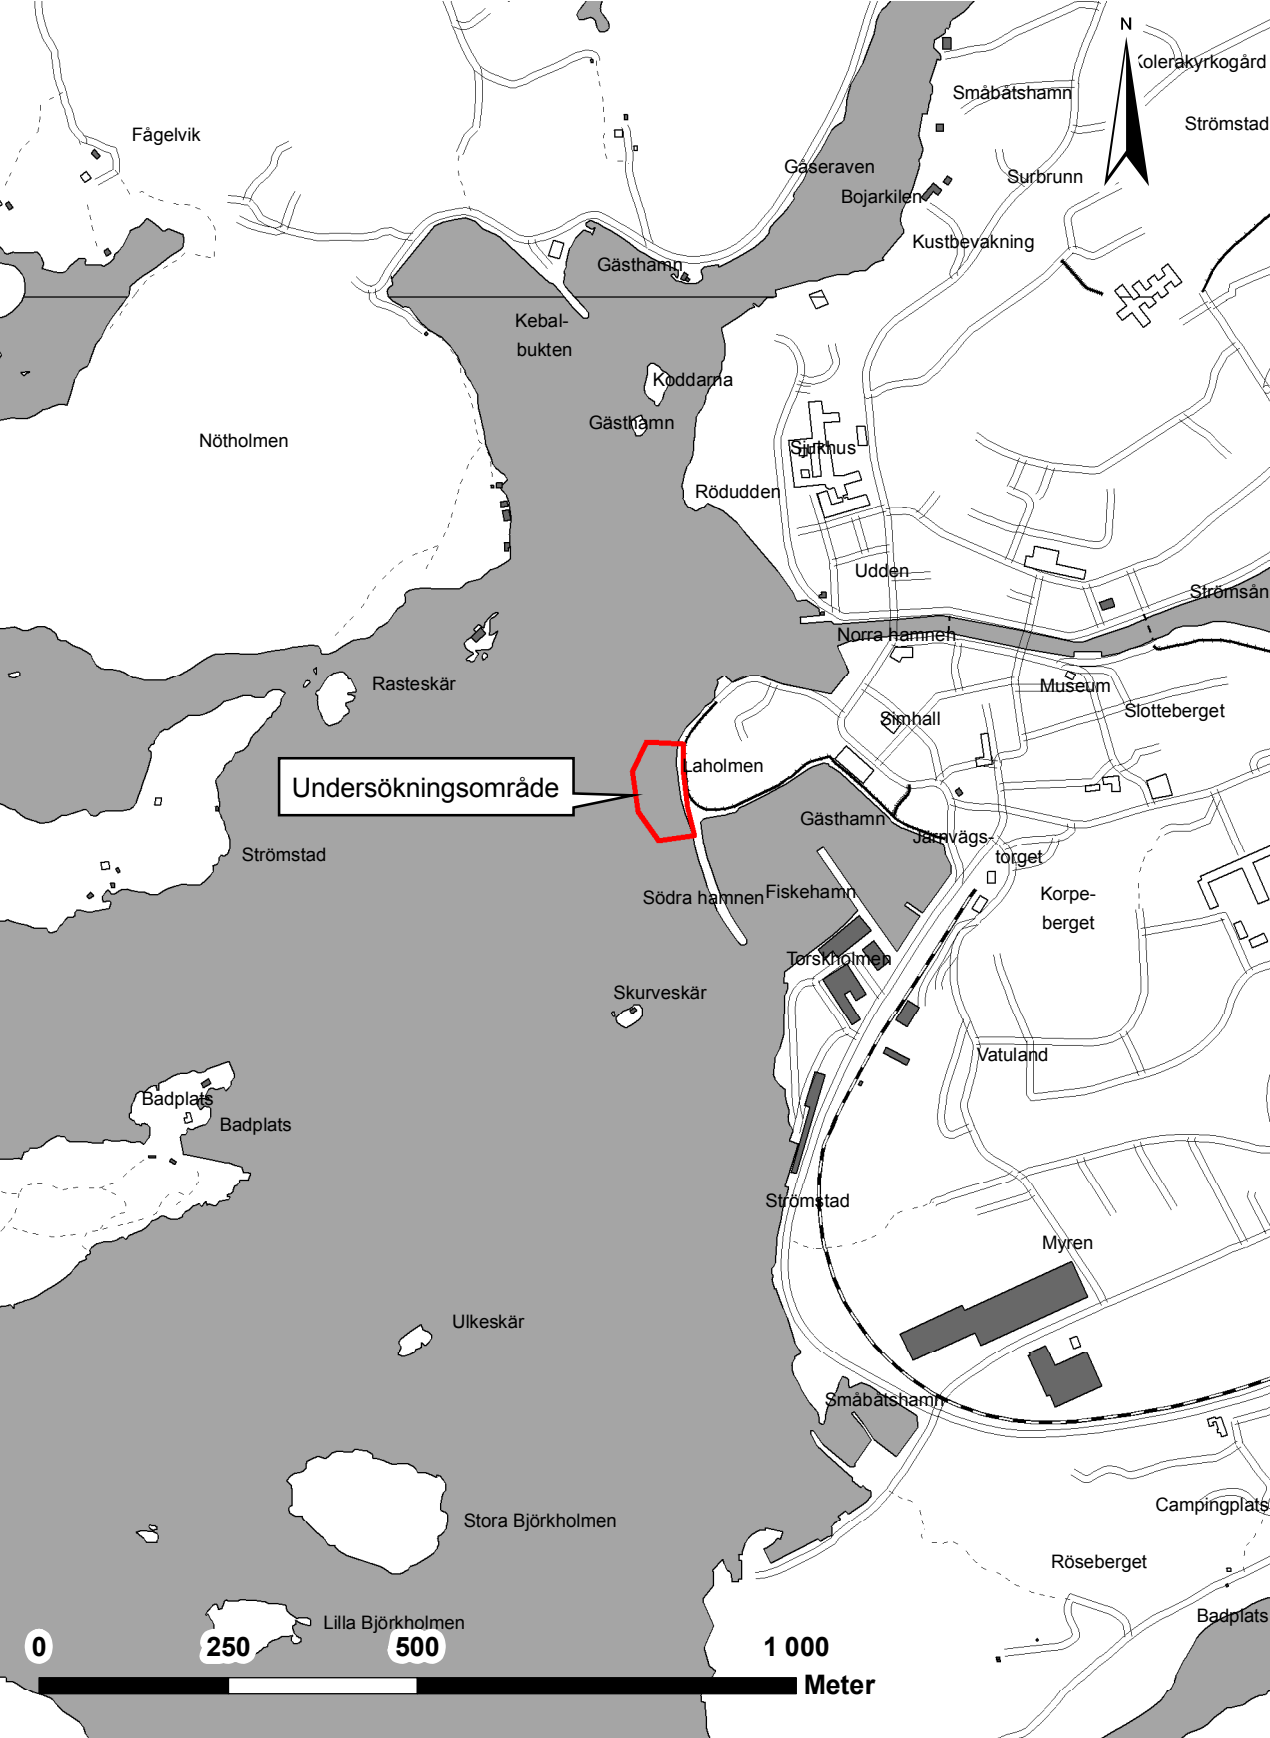 N
Kolerakyrkogård
Småbåtshamn
Strömstad
Fågelvik
Gåseraven
Surbrunn
Bojarkilen
Kustbevakning
Gästhamn
Kebal-
bukten
Koddarna
Gästhamn
Nötholmen
Sjukhus
Rödudden
Udden
Strömsån
Norra hamnen
Rasteskär
Museum
Slotteberget
Simhall
Laholmen
Undersökningsområde
Gästhamn
Järnvägs-
torget
Strömstad
Södra hamnen
Fiskehamn
Korpe-
berget
Torskholmen
Skurveskär
Vatuland
Badplats
Badplats
Strömstad
Myren
Ulkeskär
Småbåtshamn
Campingplats
Stora Björkholmen
Röseberget
Badplats
Lilla Björkholmen
0 250 500 1 000
Meter